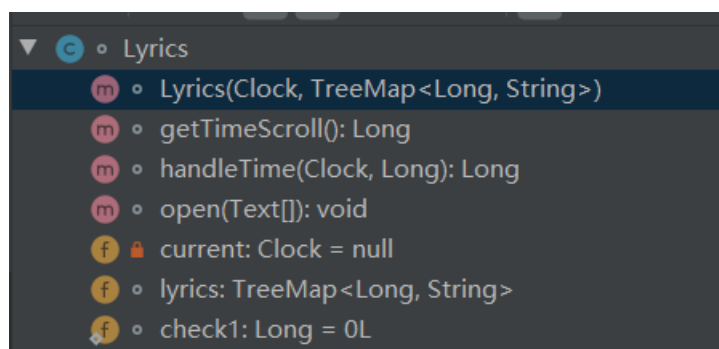 Lyrics
Lyrics(Clock, TreeMap<Long, String>)
getTimeScroll(): Long
handleTime(Clock, Long): Long
open(Text[]): void
current: Clock = null
lyrics: TreeMap<Long, String>
check1: Long = 0L